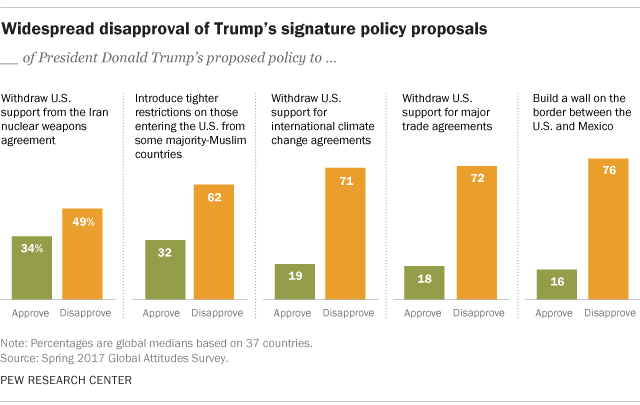 Widespread disapproval of Trump's signature policy proposals
__ of President Donald Trump's proposed policy to ...
Withdraw U.S.
support from the Iran
nuclear weapons
agreement
34%
49%
Approve
Disapprove
Introduce tighter
restrictions on those
entering the U.S. from
some majority-Muslim
countries
32
62
Approve
Disapprove
Withdraw U.S.
support for
international climate
change agreements
19
71
Approve
Disapprove
Withdraw U.S.
support for major
trade agreements
18
72
Approve
Disapprove
Build a wall on the
border between the
U.S. and Mexico
16
76
Approve
Disapprove
Note: Percentages are global medians based on 37 countries.
Source: Spring 2017 Global Attitudes Survey.
PEW RESEARCH CENTER